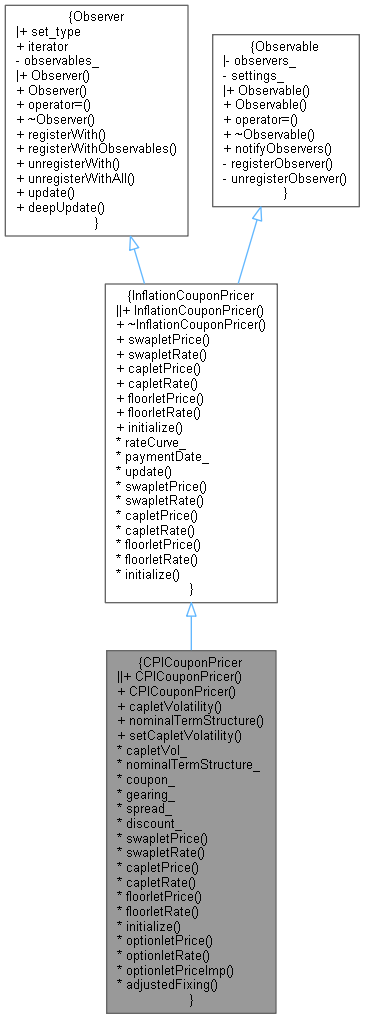 {Observer
|+ set_type
+ iterator
- observables_
|+ Observer()
+ Observer()
+ operator=()
+ ~Observer()
+ registerWith()
+ registerWithObservables()
+ unregisterWith()
+ unregisterWithAll()
+ update()
+ deepUpdate()
}
{Observable
|- observers_
- settings_
|+ Observable()
+ Observable()
+ operator=()
+ ~Observable()
+ notifyObservers()
- registerObserver()
- unregisterObserver()
}
{InflationCouponPricer
||+ InflationCouponPricer()
+ ~InflationCouponPricer()
+ swapletPrice()
+ swapletRate()
+ capletPrice()
+ capletRate()
+ floorletPrice()
+ floorletRate()
+ initialize()
* rateCurve_
* paymentDate_
* update()
* swapletPrice()
* swapletRate()
* capletPrice()
* capletRate()
* floorletPrice()
* floorletRate()
* initialize()
}
{CPICouponPricer
||+ CPICouponPricer()
+ CPICouponPricer()
+ capletVolatility()
+ nominalTermStructure()
+ setCapletVolatility()
* capletVol_
* nominalTermStructure_
* coupon_
* gearing_
* spread_
* discount_
* swapletPrice()
* swapletRate()
* capletPrice()
* capletRate()
* floorletPrice()
* floorletRate()
* initialize()
* optionletPrice()
* optionletRate()
* optionletPriceImp()
* adjustedFixing()
}